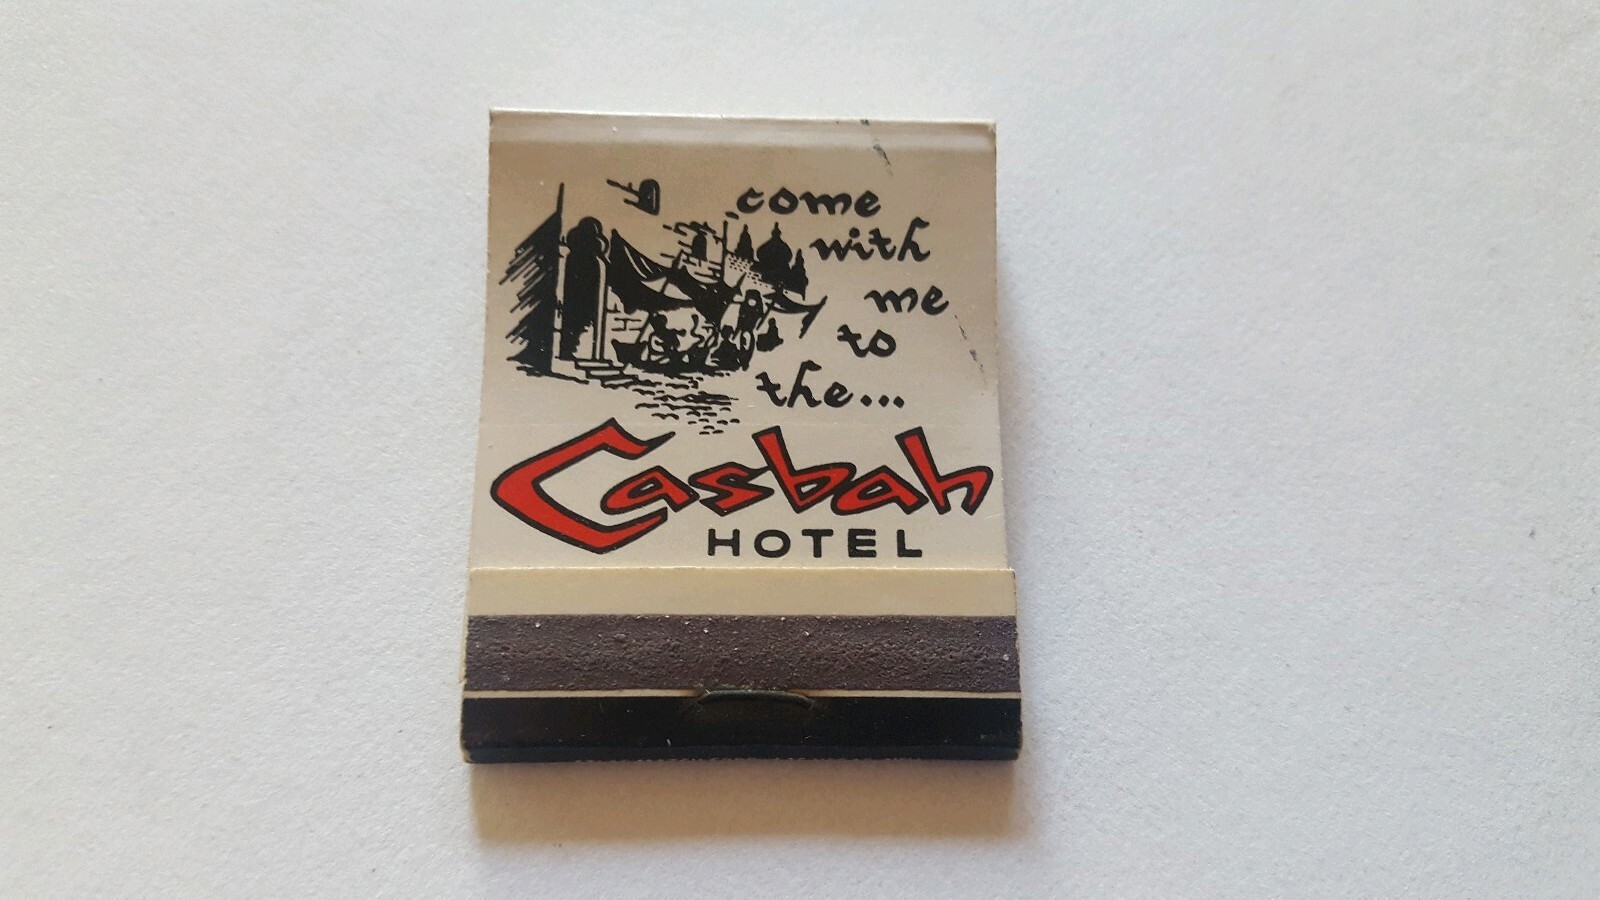 come
with
me
to
the...
Casbah
HOTEL